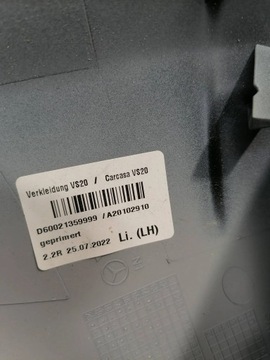 Verkleidung VS20 / Carcasa VS20
D60021359999 /A20102910
geprimert
2.2R 25.07.2022 Li. (LH)